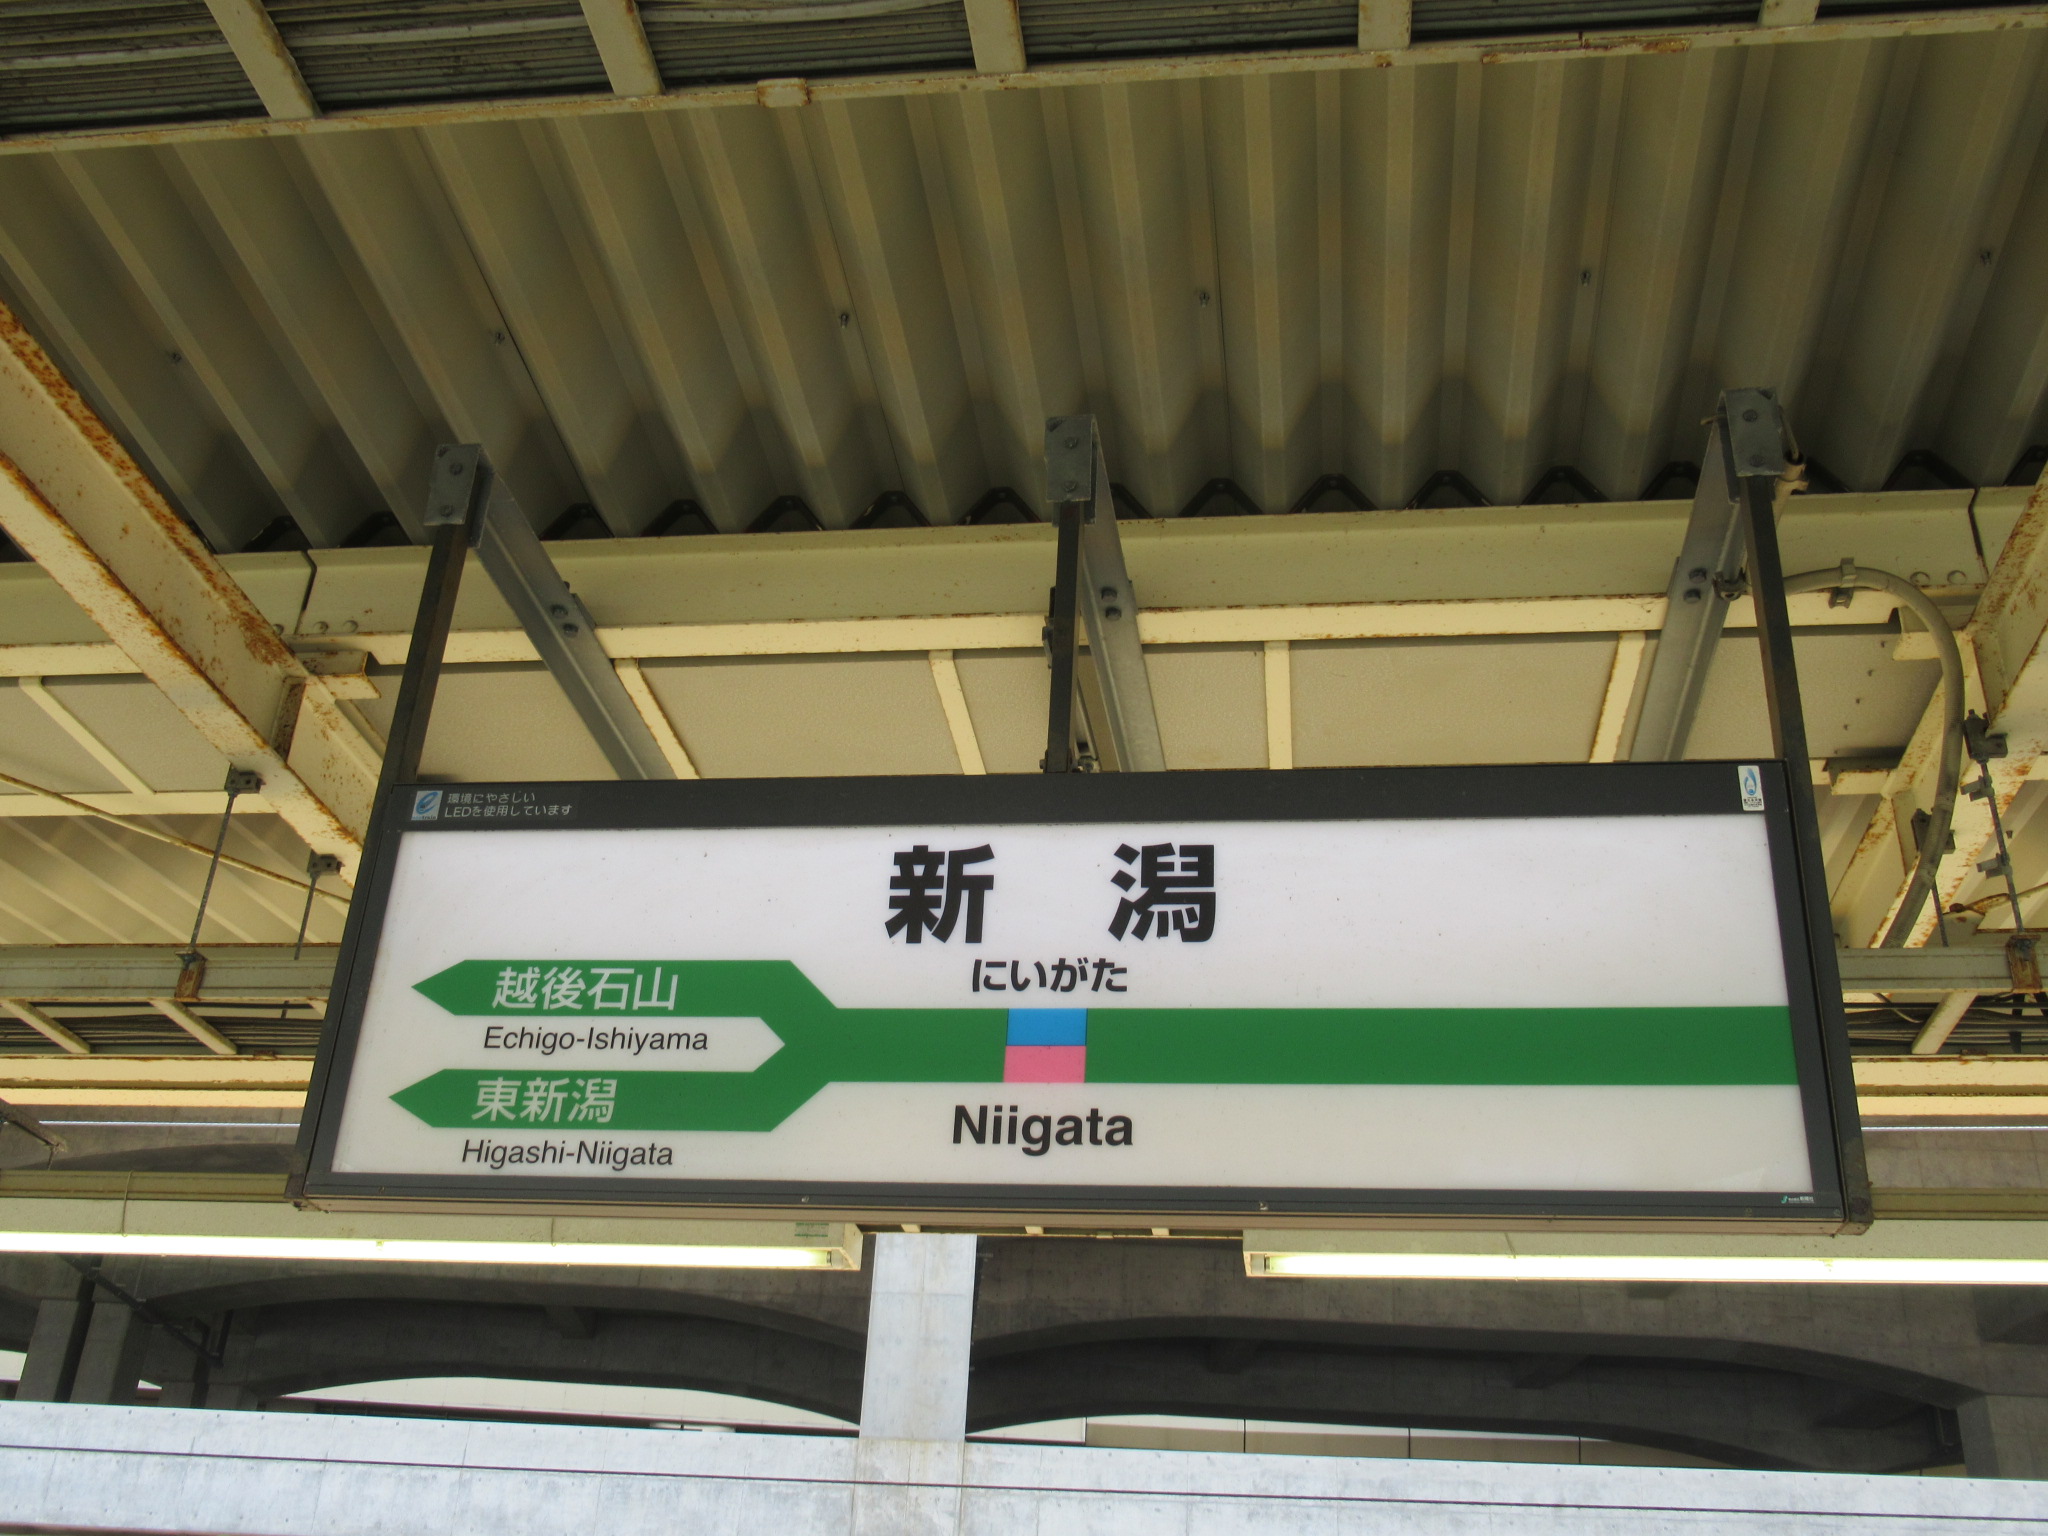 環境にやさしい
LEDを使用しています
新潟
にいがた
越後石山
Echigo-Ishiyama
東新潟
Higashi-Niigata
Niigata